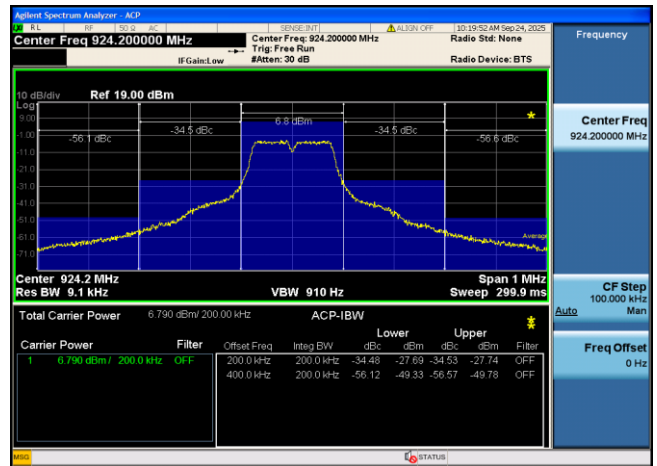 Agilent Spectrum Analyzer - ACP
RL RF 50 Ω AC SENSE:INT ALIGN OFF 10:19:52 AM Sep 24, 2025
Center Freq 924.200000 MHz
Center Freq: 924.200000 MHz
Radio Std: None
Trig: Free Run
IFGain:Low
#Atten: 30 dB
Radio Device: BTS
10 dB/div Ref 19.00 dBm
Log
9.00
-1.00
-11.0
-21.0
-31.0
-41.0
-51.0
-61.0
-71.0
-56.1 dBc
-34.5 dBc
6.8 dBm
-34.5 dBc
-56.6 dBc
Average
Center 924.2 MHz Span 1 MHz
Res BW 9.1 kHz VBW 910 Hz Sweep 299.9 ms
Total Carrier Power 6.790 dBm/ 200.00 kHz ACP-IBW
Lower Upper
Carrier Power Filter Offset Freq Integ BW dBc dBm dBc dBm Filter
1 6.790 dBm / 200.0 kHz OFF 200.0 kHz 200.0 kHz -34.48 -27.69 -34.53 -27.74 OFF
400.0 kHz 200.0 kHz -56.12 -49.33 -56.57 -49.78 OFF
MSG STATUS
Frequency
Center Freq
924.200000 MHz
CF Step
100.000 kHz
Auto Man
Freq Offset
0 Hz